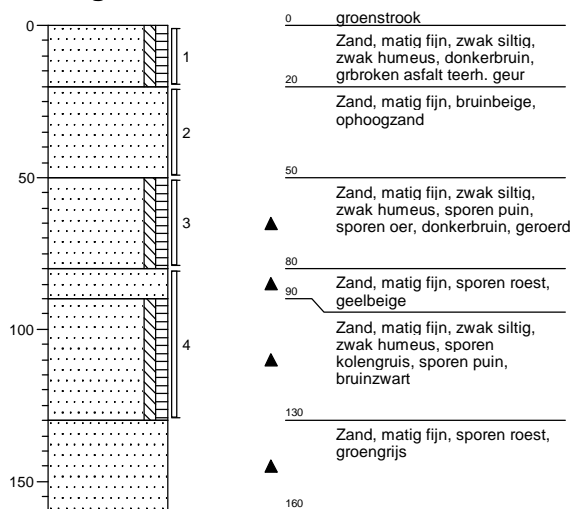 0
50
100
150
1
2
3
4
0 groenstrook
Zand, matig fijn, zwak siltig,
zwak humeus, donkerbruin,
grbroken asfalt teerh. geur
20
Zand, matig fijn, bruinbeige,
ophoogzand
50
Zand, matig fijn, zwak siltig,
zwak humeus, sporen puin,
sporen oer, donkerbruin, geroerd
80
Zand, matig fijn, sporen roest,
geelbeige
90
Zand, matig fijn, zwak siltig,
zwak humeus, sporen
kolengruis, sporen puin,
bruinzwart
130
Zand, matig fijn, sporen roest,
groengrijs
160